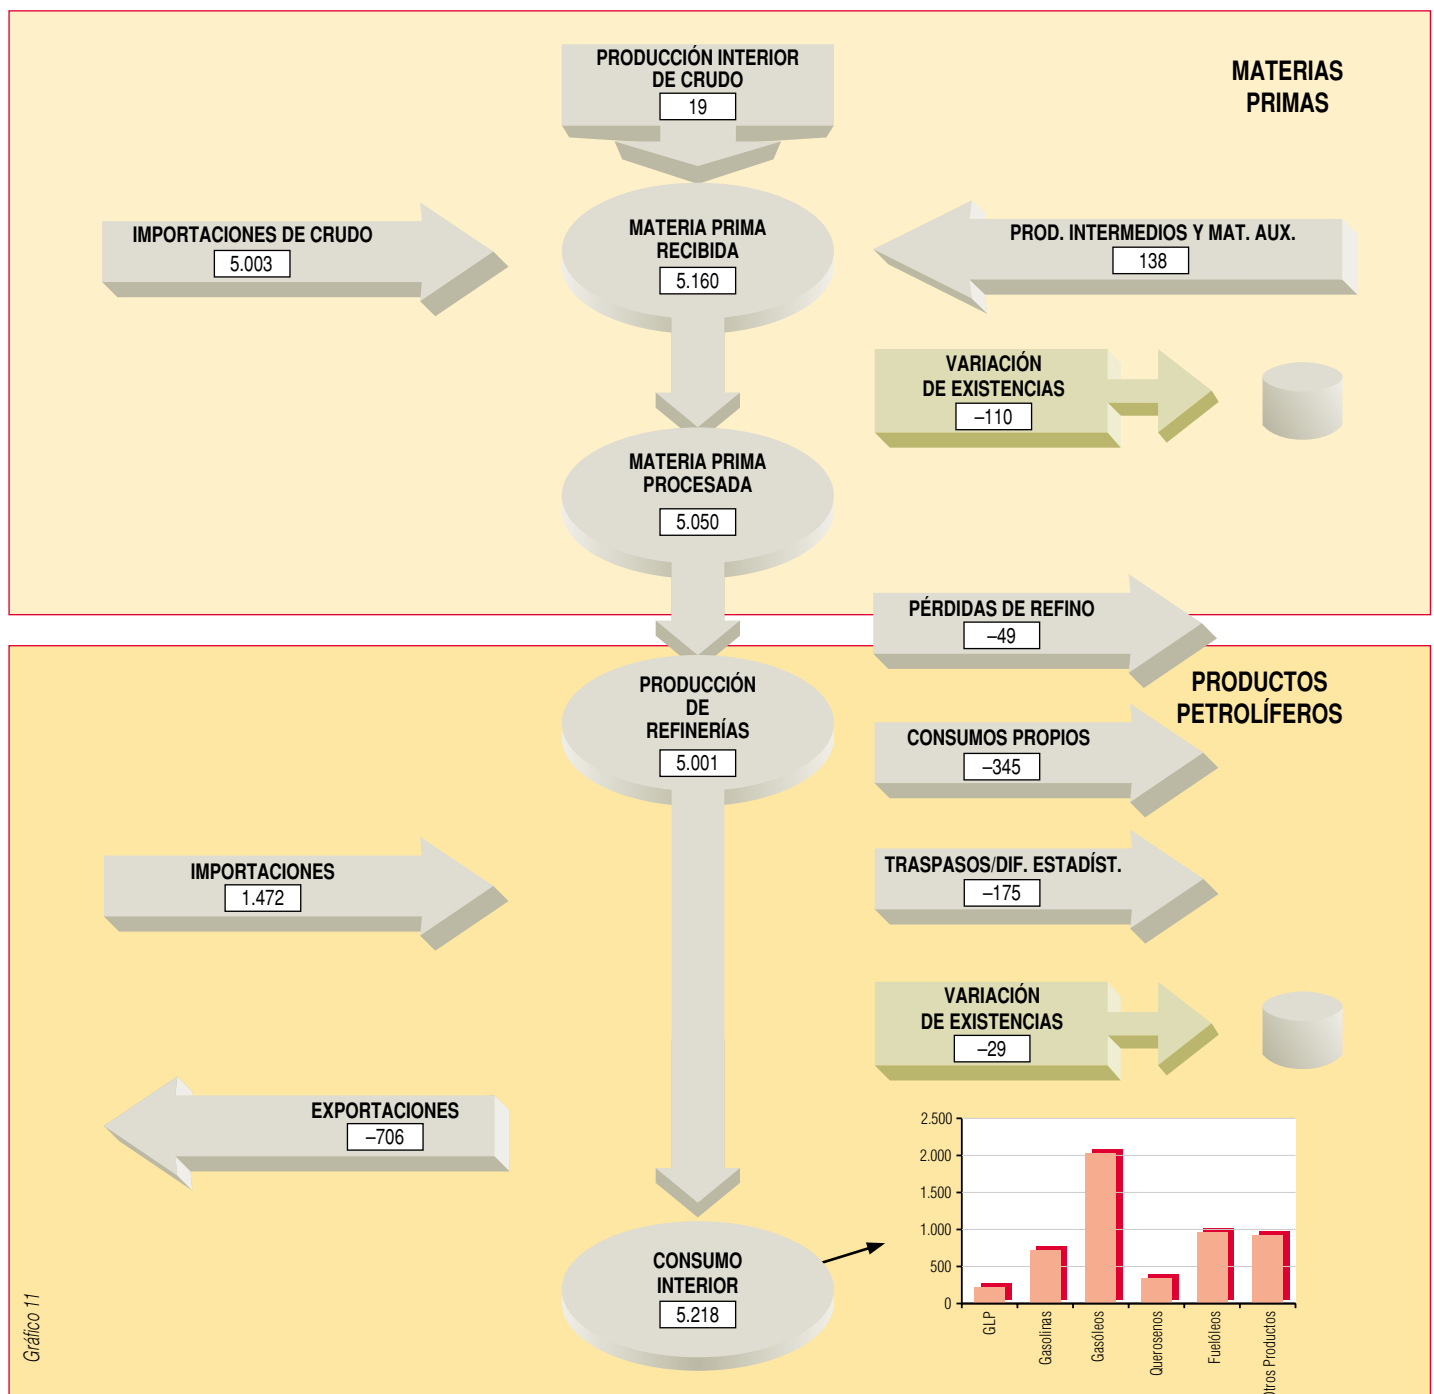 PRODUCCIÓN INTERIOR
DE CRUDO
19
MATERIAS
PRIMAS
IMPORTACIONES DE CRUDO
5.003
MATERIA PRIMA
RECIBIDA
5.160
PROD. INTERMEDIOS Y MAT. AUX.
138
VARIACIÓN
DE EXISTENCIAS
–110
MATERIA PRIMA
PROCESADA
5.050
PÉRDIDAS DE REFINO
–49
PRODUCCIÓN
DE
REFINERÍAS
5.001
PRODUCTOS
PETROLÍFEROS
CONSUMOS PROPIOS
–345
IMPORTACIONES
1.472
TRASPASOS/DIF. ESTADÍST.
–175
VARIACIÓN
DE EXISTENCIAS
–29
EXPORTACIONES
–706
CONSUMO
INTERIOR
5.218
2.500
2.000
1.500
1.000
500
0
GLP
Gasolinas
Gasóleos
Querosenos
Fuelóleos
Otros Productos
Gráfico 11